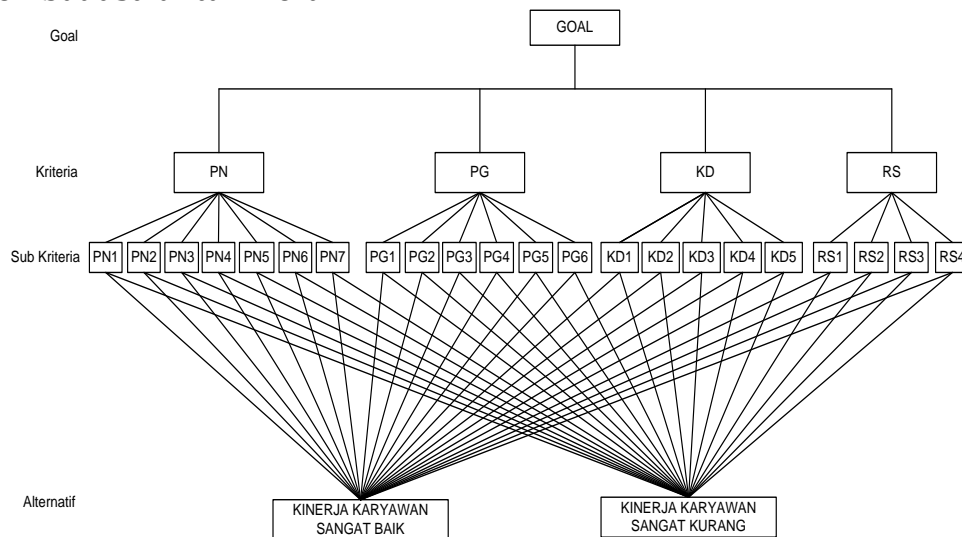 Goal
GOAL
Kriteria
PN
PG
KD
RS
Sub Kriteria
PN1
PN2
PN3
PN4
PN5
PN6
PN7
PG1
PG2
PG3
PG4
PG5
PG6
KD1
KD2
KD3
KD4
KD5
RS1
RS2
RS3
RS4
Alternatif
KINERJA KARYAWAN
SANGAT BAIK
KINERJA KARYAWAN
SANGAT KURANG